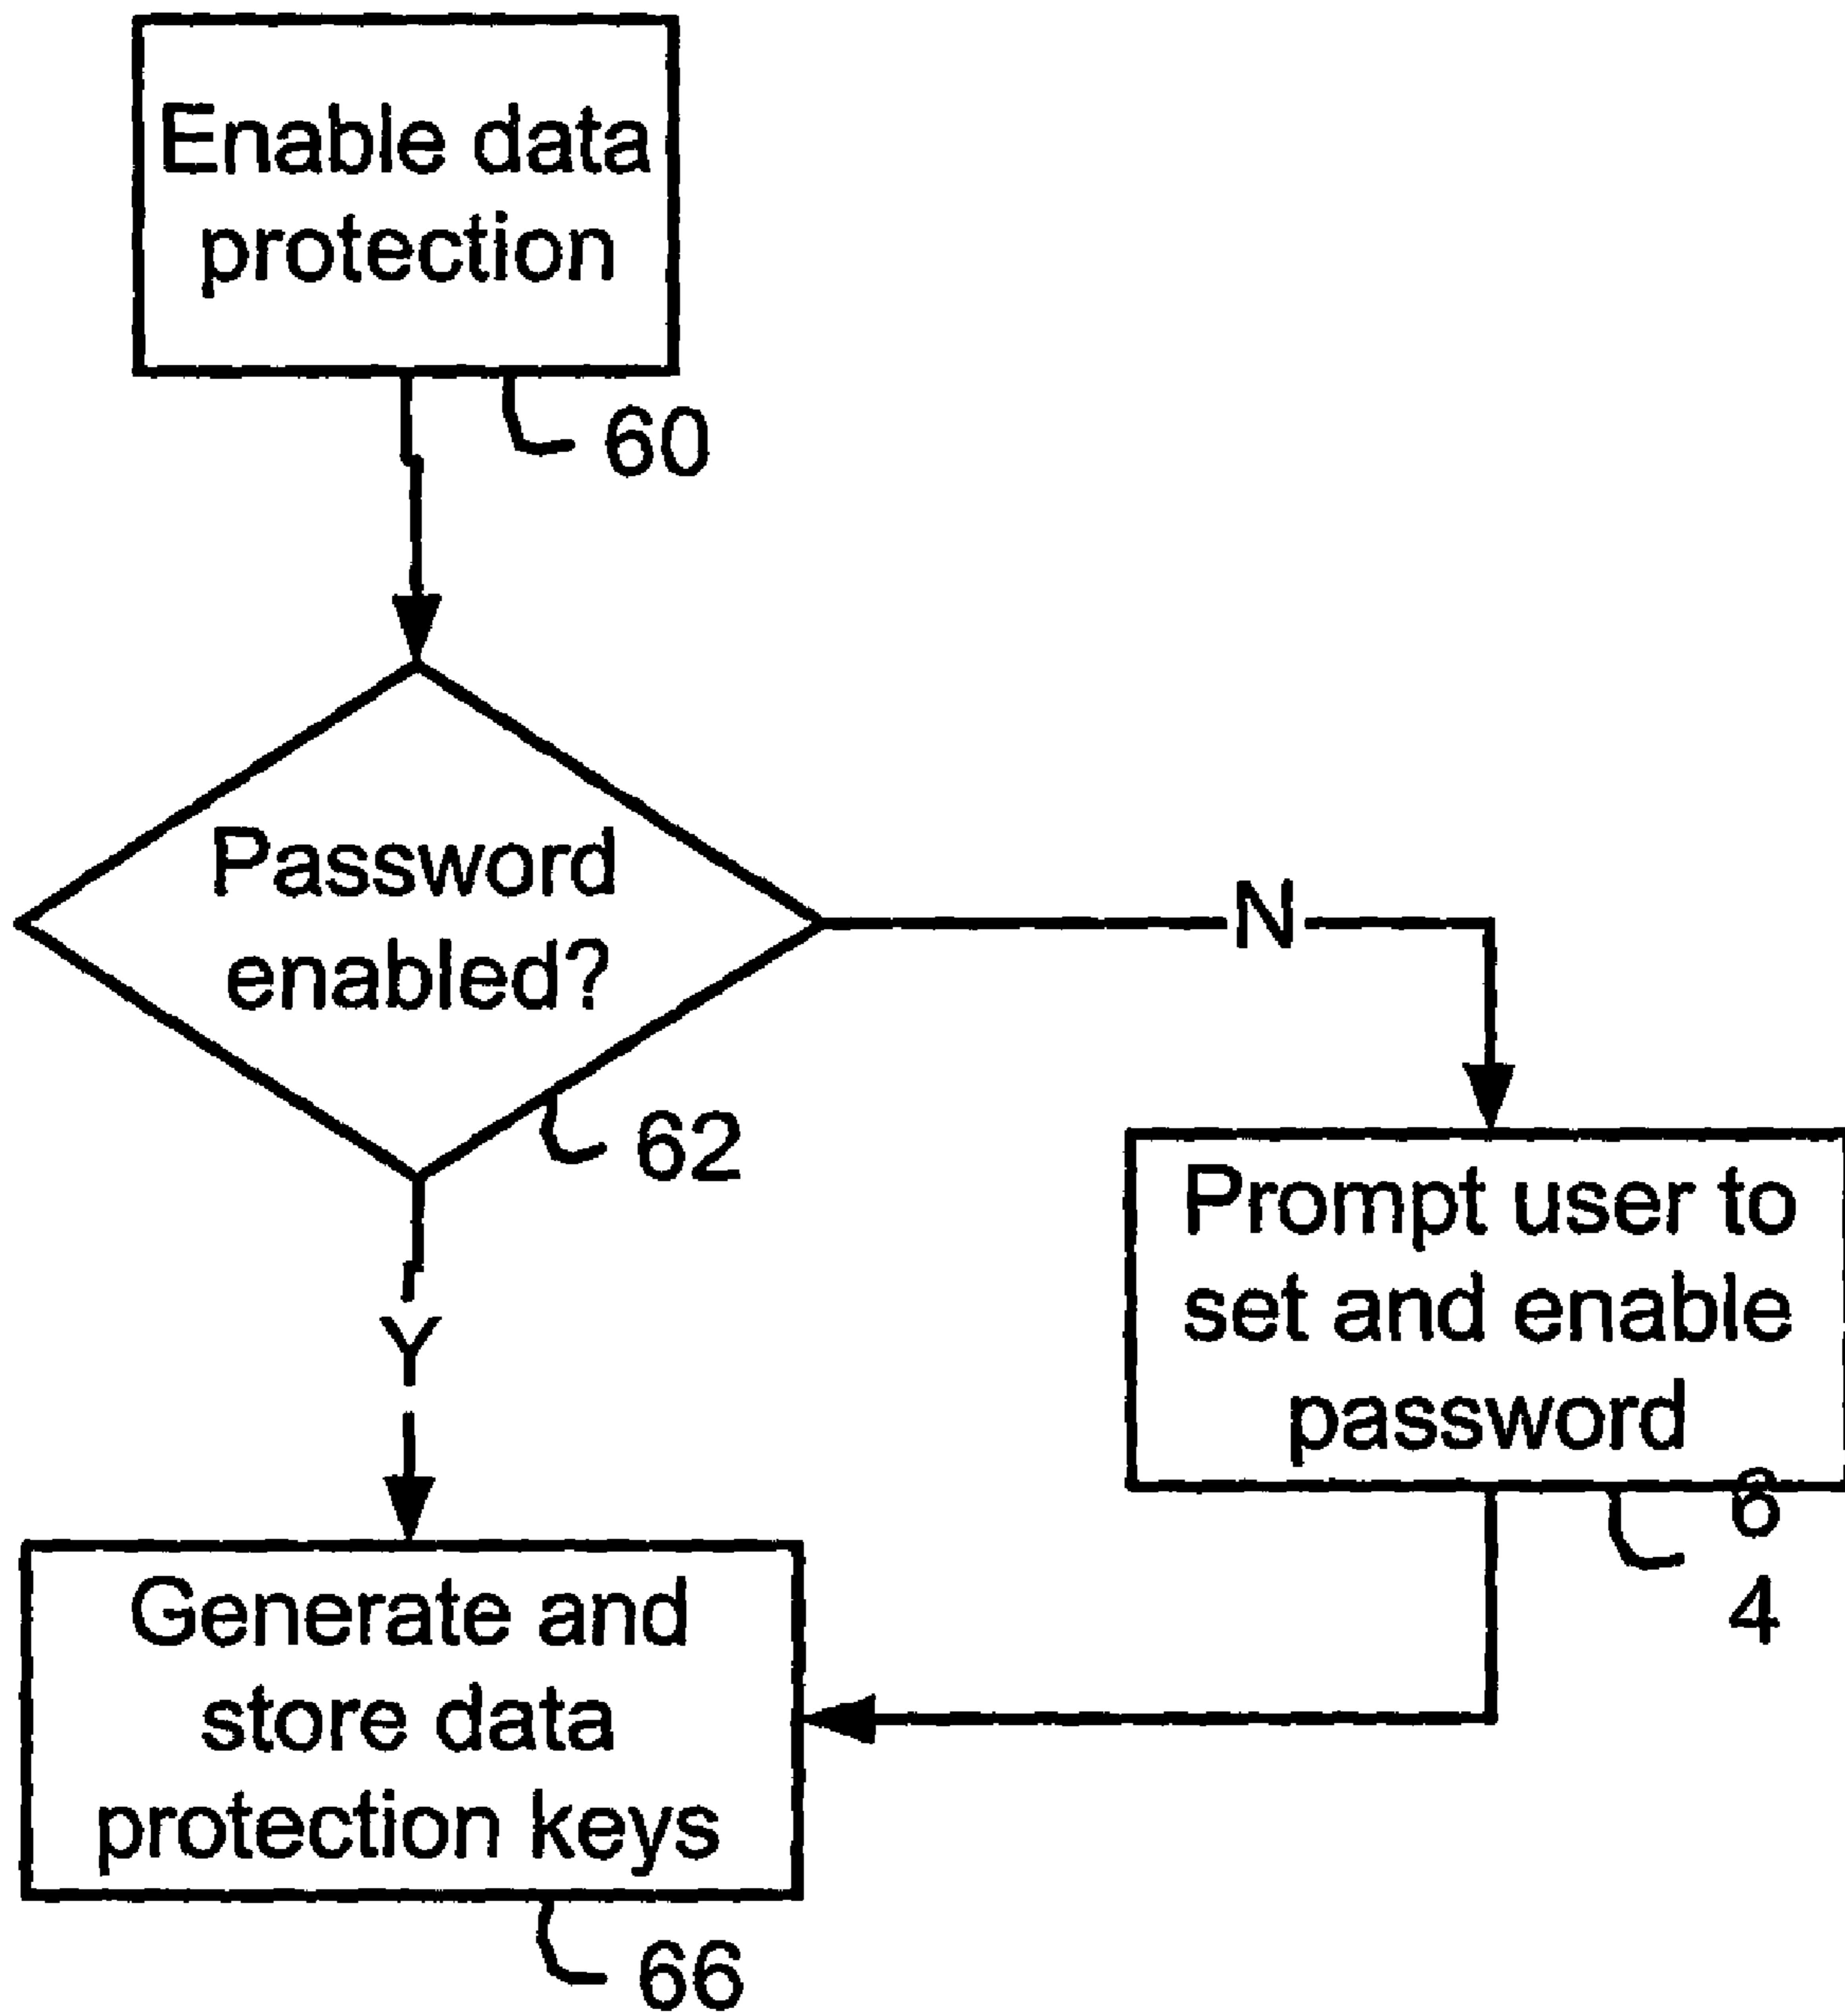 Enable data
protection
60
Password
enabled?
N
62
Y
Prompt user to
set and enable
password
6
4
Generate and
store data
protection keys
66